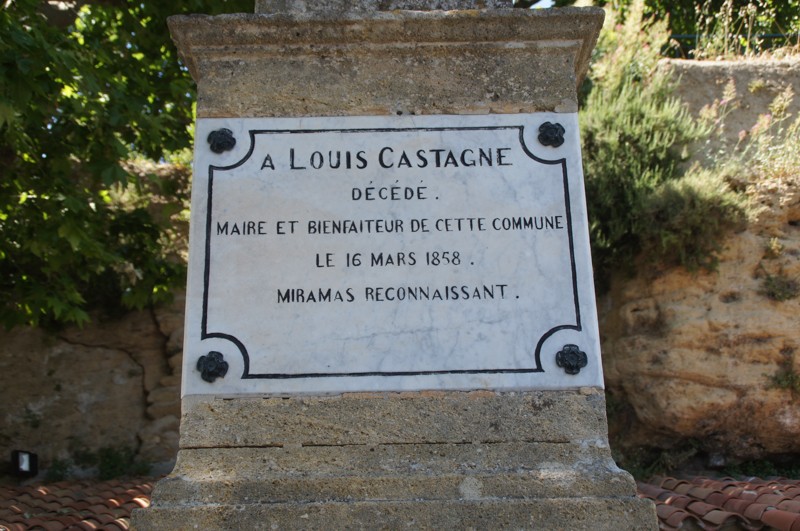 A LOUIS CASTAGNE
DÉCÉDÉ.
MAIRE ET BIENFAITEUR DE CETTE COMMUNE
LE 16 MARS 1858.
MIRAMAS RECONNAISSANT.